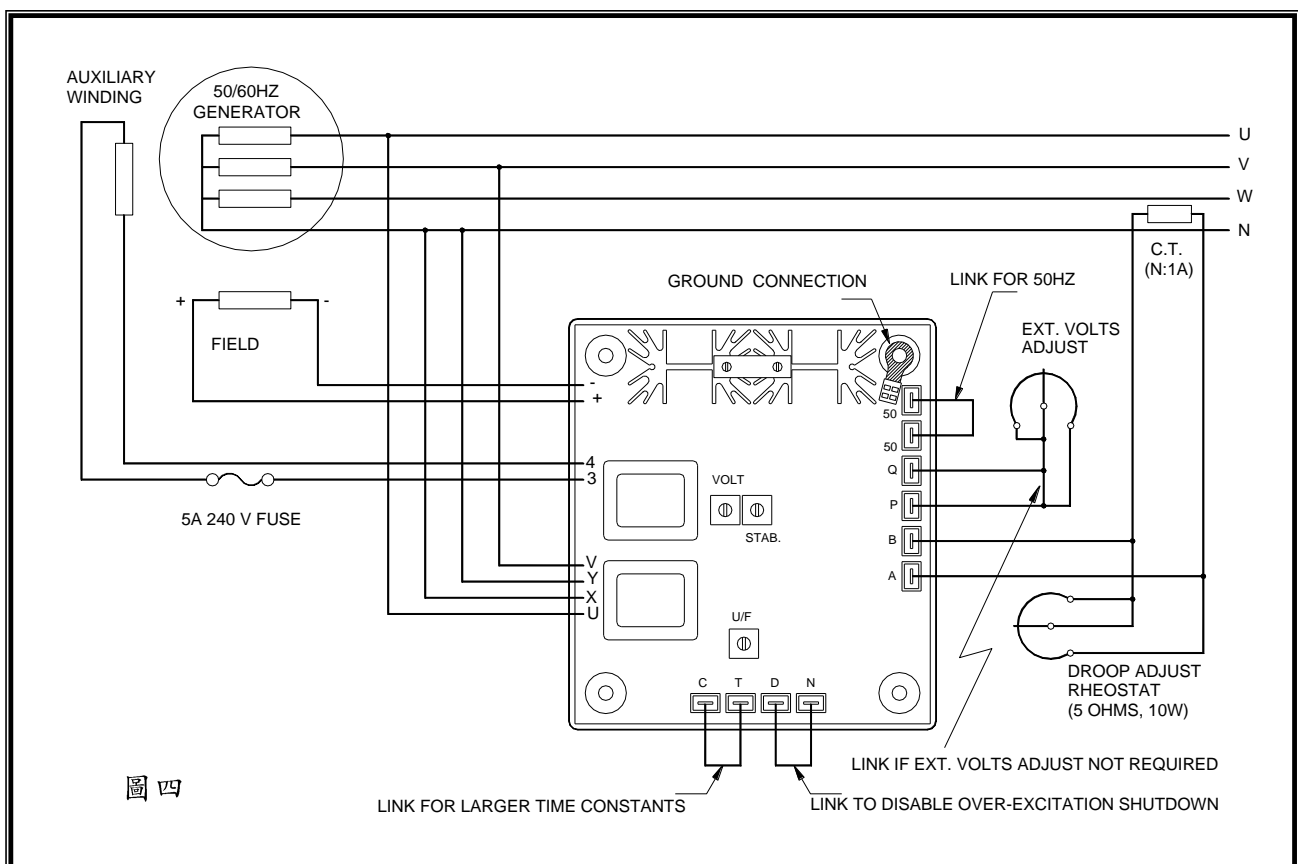 AUXILIARY
WINDING
50/60HZ
GENERATOR
U
V
W
N
C.T.
(N:1A)
+
-
FIELD
GROUND CONNECTION
LINK FOR 50HZ
EXT. VOLTS
ADJUST
-
+
50
50
4
3
Q
VOLT
P
5A 240 V FUSE
STAB.
B
V
Y
X
U
A
U/F
C T D N
DROOP ADJUST
RHEOSTAT
(5 OHMS, 10W)
LINK IF EXT. VOLTS ADJUST NOT REQUIRED
圖四
LINK FOR LARGER TIME CONSTANTS
LINK TO DISABLE OVER-EXCITATION SHUTDOWN